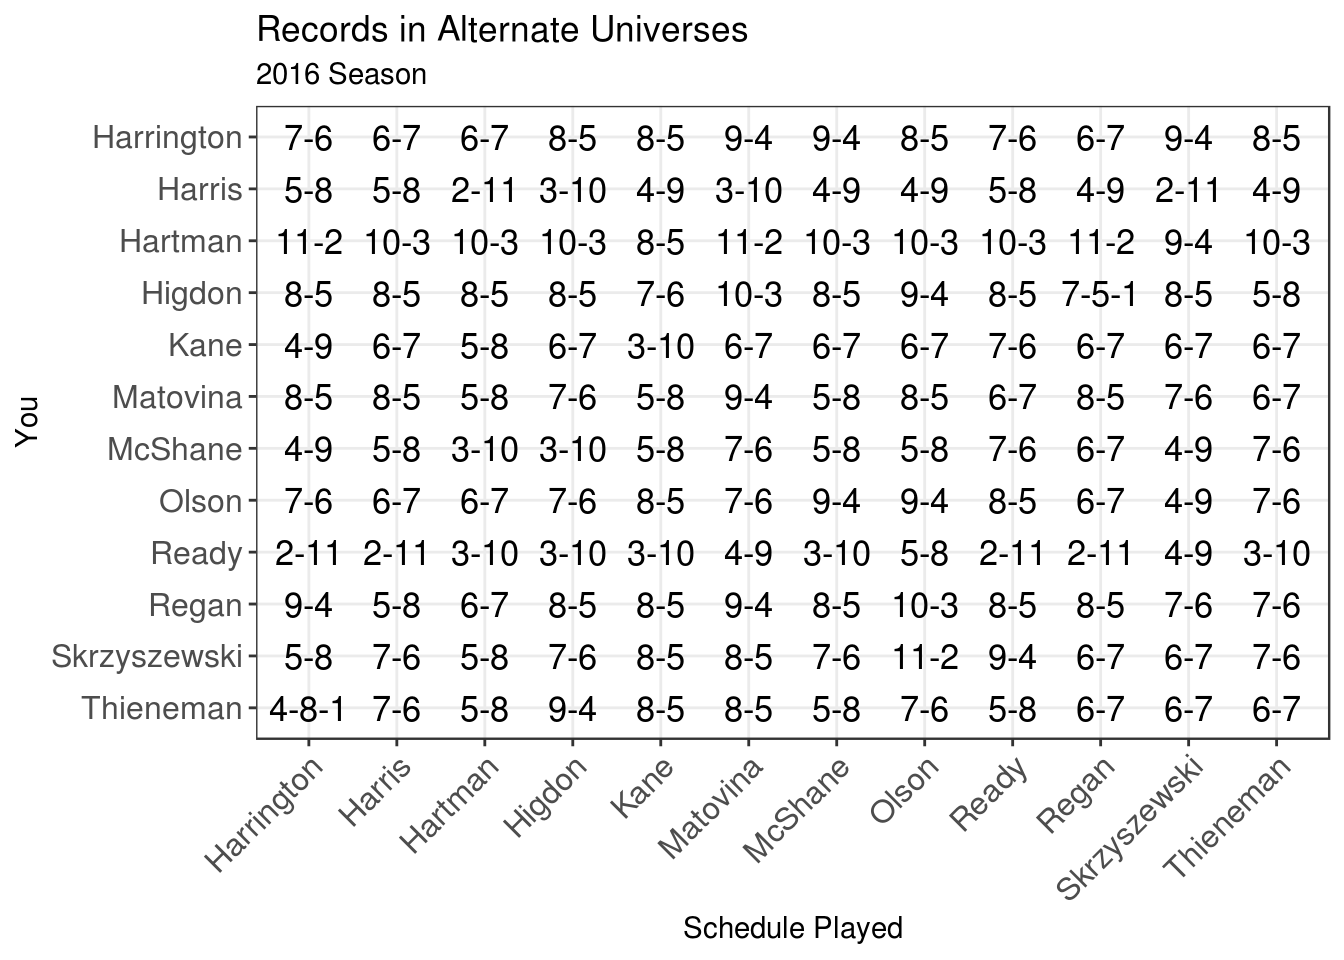 Records in Alternate Universes
2016 Season
You
Harrington 7-6 6-7 6-7 8-5 8-5 9-4 9-4 8-5 7-6 6-7 9-4 8-5
Harris 5-8 5-8 2-11 3-10 4-9 3-10 4-9 4-9 5-8 4-9 2-11 4-9
Hartman 11-2 10-3 10-3 10-3 8-5 11-2 10-3 10-3 10-3 11-2 9-4 10-3
Higdon 8-5 8-5 8-5 8-5 7-6 10-3 8-5 9-4 8-5 7-5-1 8-5 5-8
Kane 4-9 6-7 5-8 6-7 3-10 6-7 6-7 6-7 7-6 6-7 6-7 6-7
Matovina 8-5 8-5 5-8 7-6 5-8 9-4 5-8 8-5 6-7 8-5 7-6 6-7
McShane 4-9 5-8 3-10 3-10 5-8 7-6 5-8 5-8 7-6 6-7 4-9 7-6
Olson 7-6 6-7 6-7 7-6 8-5 7-6 9-4 9-4 8-5 6-7 4-9 7-6
Ready 2-11 2-11 3-10 3-10 3-10 4-9 3-10 5-8 2-11 2-11 4-9 3-10
Regan 9-4 5-8 6-7 8-5 8-5 9-4 8-5 10-3 8-5 8-5 7-6 7-6
Skrzyszewski 5-8 7-6 5-8 7-6 8-5 8-5 7-6 11-2 9-4 6-7 6-7 7-6
Thieneman 4-8-1 7-6 5-8 9-4 8-5 8-5 5-8 7-6 5-8 6-7 6-7 6-7
Harrington Harris Hartman Higdon Kane Matovina McShane Olson Ready Regan Skrzyszewski Thieneman
Schedule Played